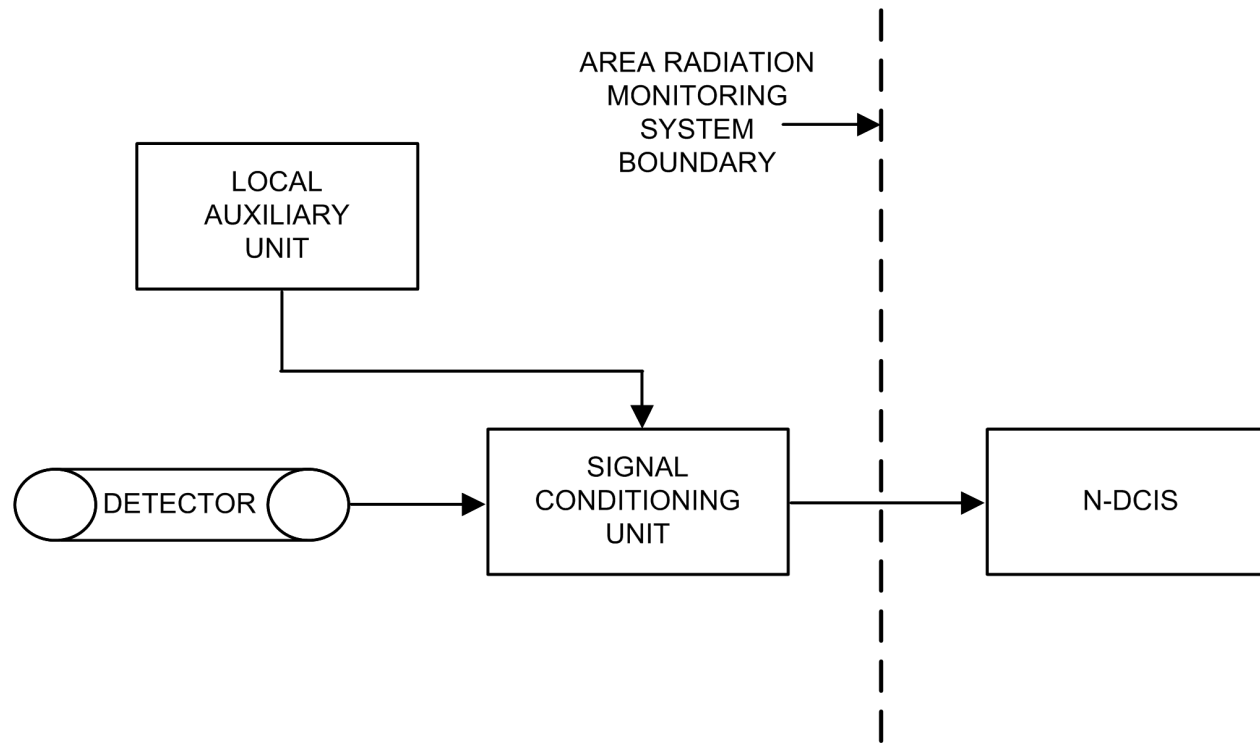 AREA RADIATION
MONITORING
SYSTEM
BOUNDARY
LOCAL
AUXILIARY
UNIT
DETECTOR
SIGNAL
CONDITIONING
UNIT
N-DCIS